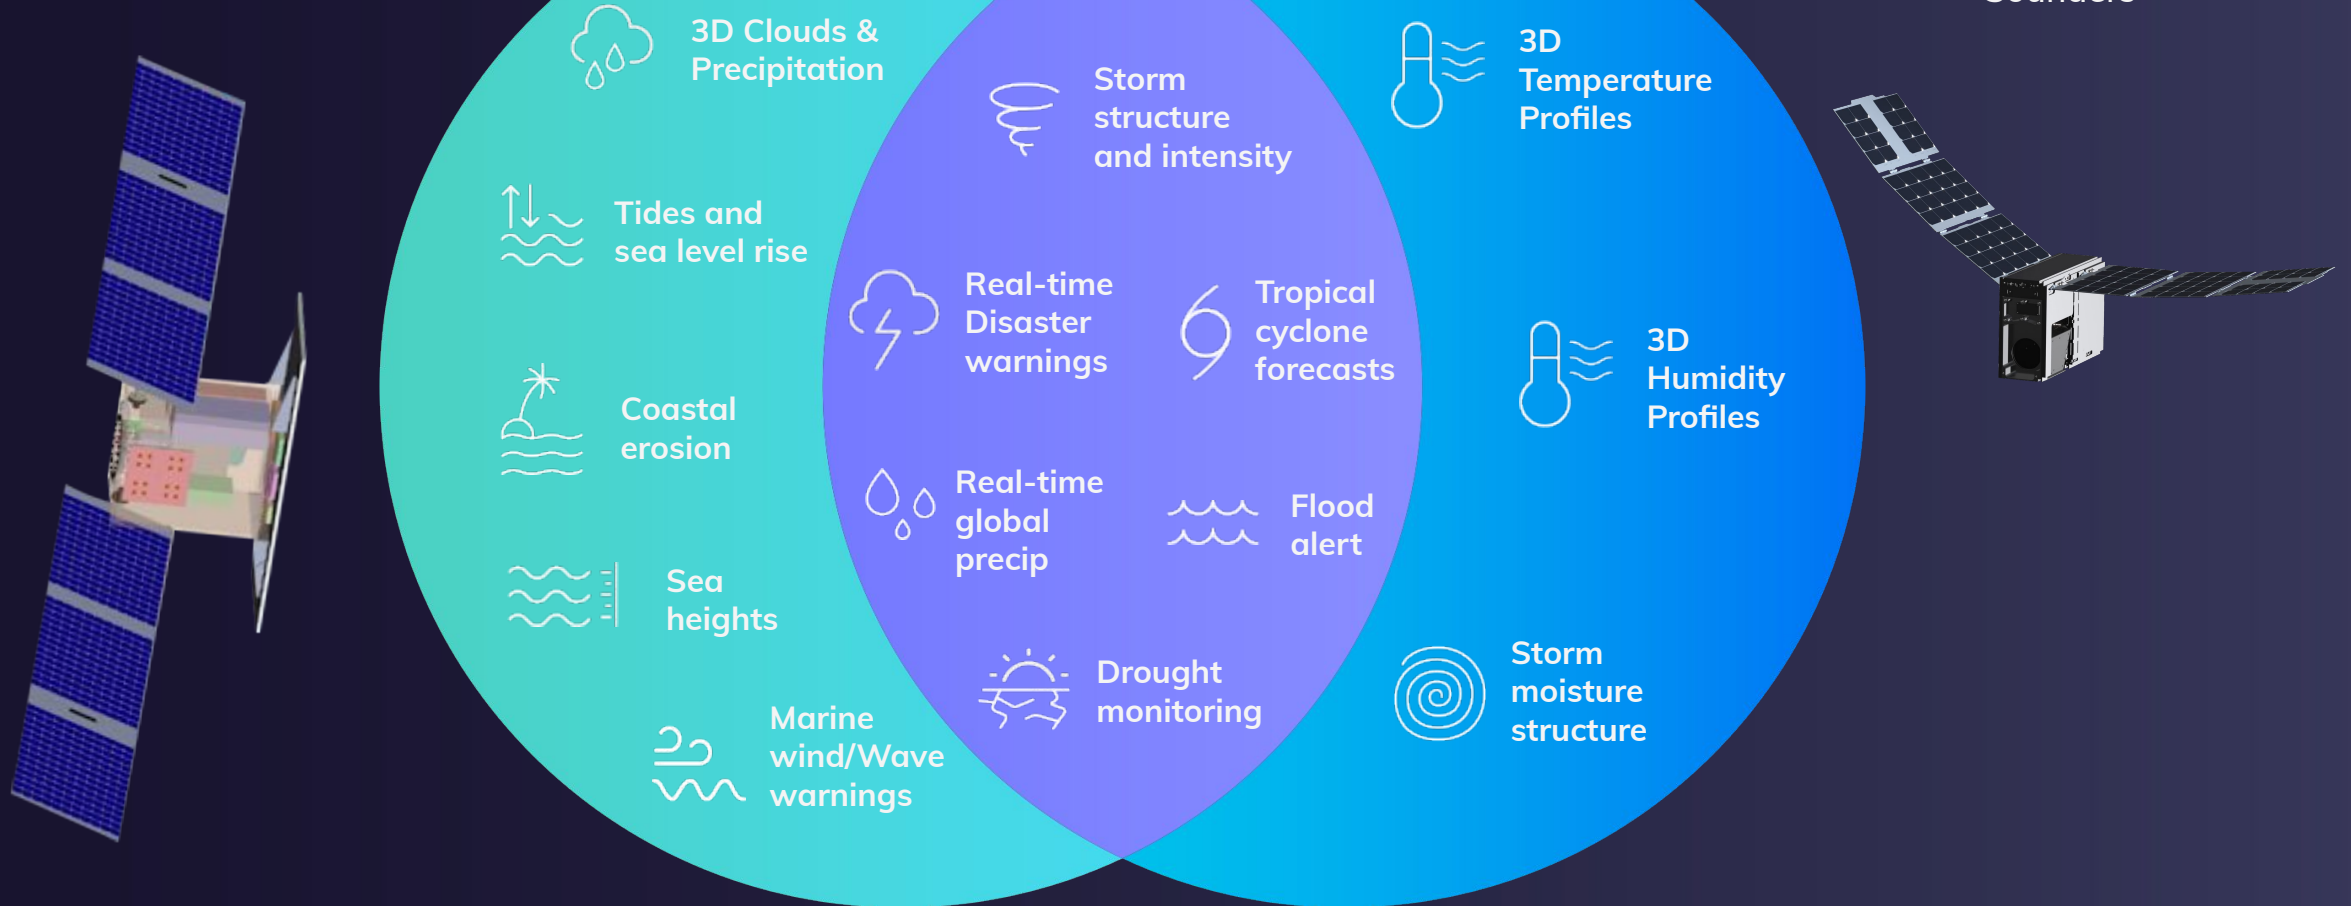 3D Clouds &
Precipitation
Tides and
sea level rise
Coastal
erosion
Sea
heights
Marine
wind/Wave
warnings
Storm
structure
and intensity
Real-time
Disaster
warnings
Tropical
cyclone
forecasts
Real-time
global
precip
Flood
alert
Drought
monitoring
3D
Temperature
Profiles
3D
Humidity
Profiles
Storm
moisture
structure